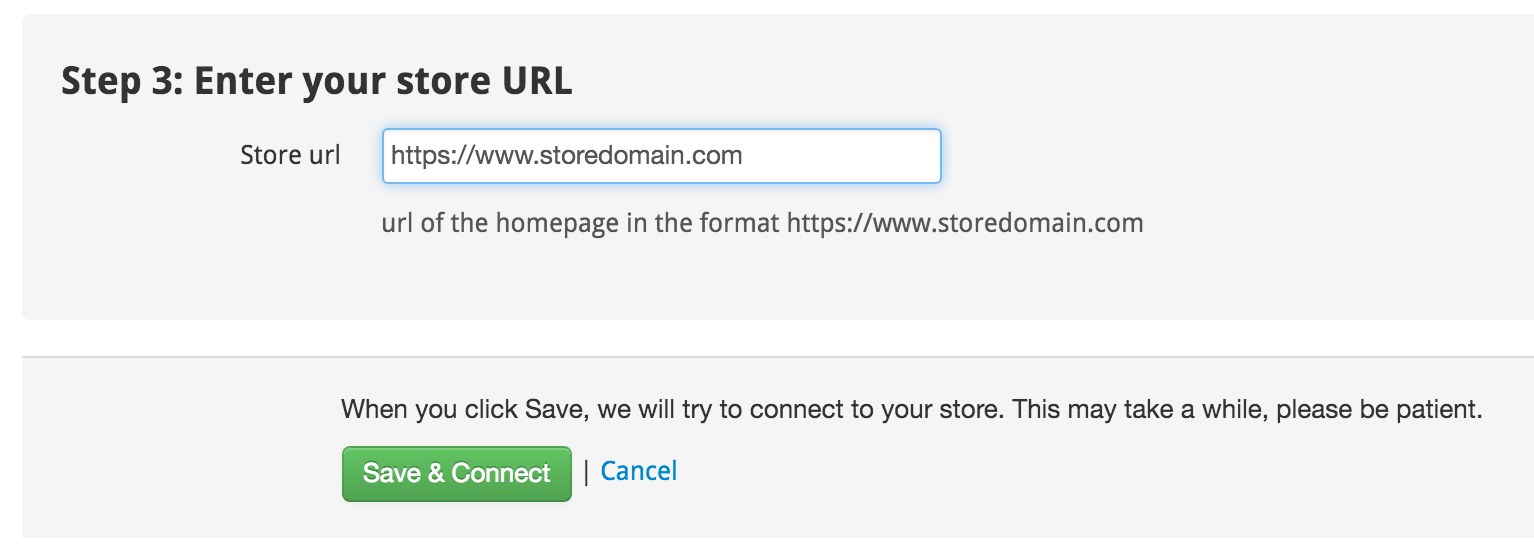 Step 3: Enter your store URL
Store url https://www.storedomain.com
url of the homepage in the format https://www.storedomain.com
When you click Save, we will try to connect to your store. This may take a while, please be patient.
Save & Connect | Cancel